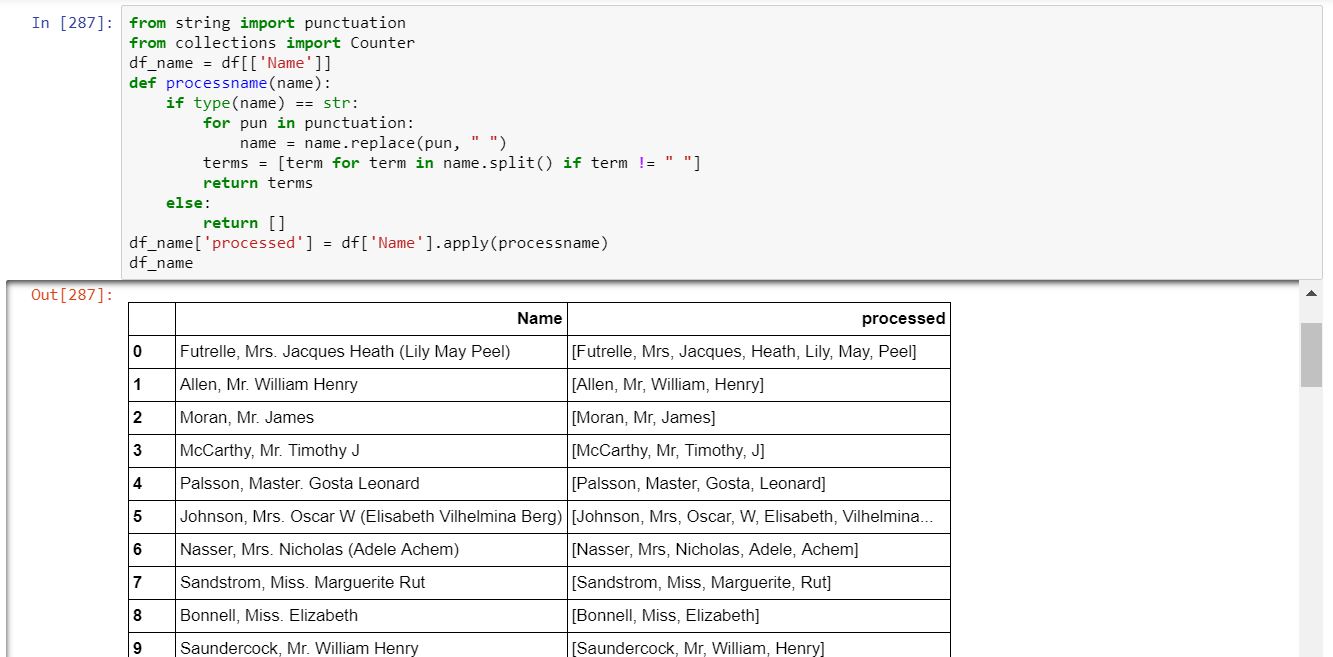 In [287]: from string import punctuation
from collections import Counter
df_name = df[['Name']]
def processname(name):
    if type(name) == str:
        for pun in punctuation:
            name = name.replace(pun, " ")
        terms = [term for term in name.split() if term != " "]
        return terms
    else:
        return []
df_name['processed'] = df['Name'].apply(processname)
df_name
Out[287]:
Name processed
0 Futrelle, Mrs. Jacques Heath (Lily May Peel) [Futrelle, Mrs, Jacques, Heath, Lily, May, Peel]
1 Allen, Mr. William Henry [Allen, Mr, William, Henry]
2 Moran, Mr. James [Moran, Mr, James]
3 McCarthy, Mr. Timothy J [McCarthy, Mr, Timothy, J]
4 Palsson, Master. Gosta Leonard [Palsson, Master, Gosta, Leonard]
5 Johnson, Mrs. Oscar W (Elisabeth Vilhelmina Berg) [Johnson, Mrs, Oscar, W, Elisabeth, Vilhelmina...
6 Nasser, Mrs. Nicholas (Adele Achem) [Nasser, Mrs, Nicholas, Adele, Achem]
7 Sandstrom, Miss. Marguerite Rut [Sandstrom, Miss, Marguerite, Rut]
8 Bonnell, Miss. Elizabeth [Bonnell, Miss, Elizabeth]
9 Saundercock, Mr. William Henry [Saundercock, Mr, William, Henry]